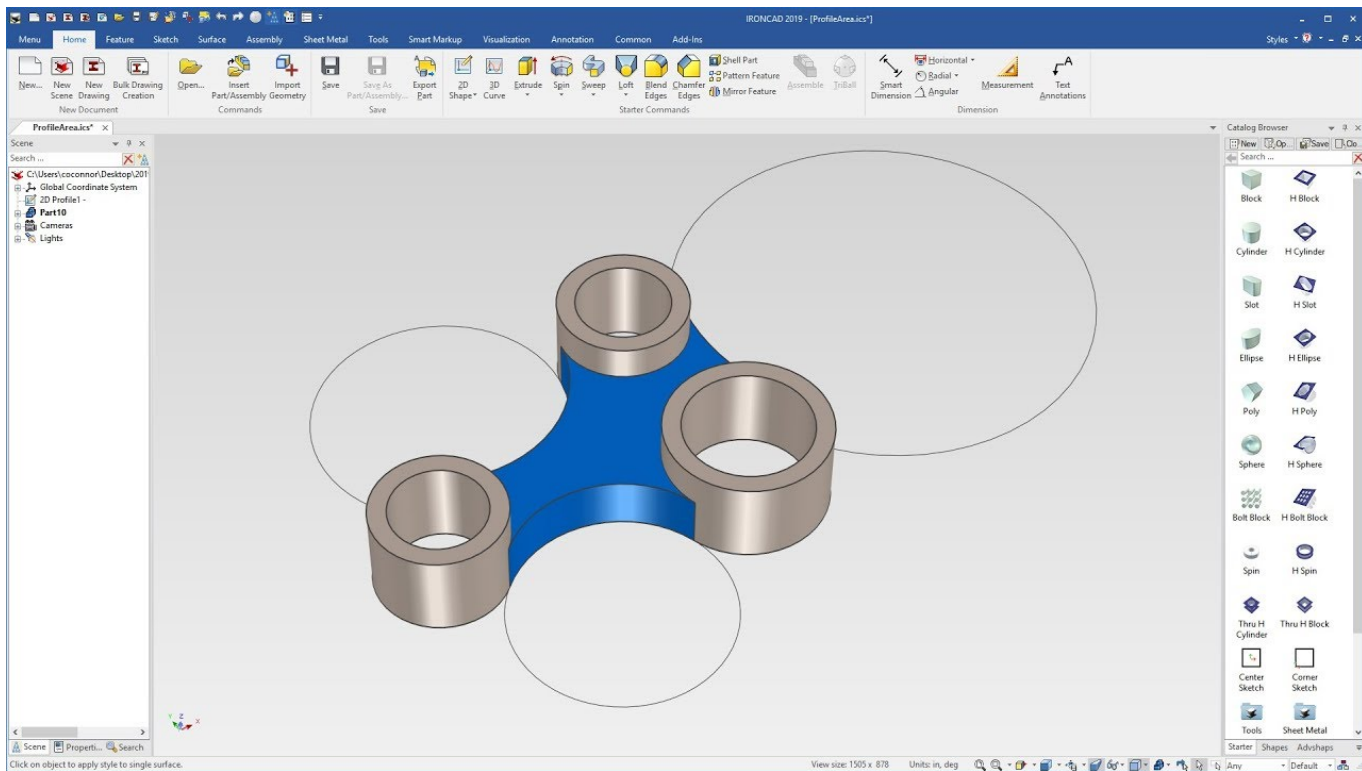 IRONCAD 2019 - [ProfileArea.ics*]
Menu Home Feature Sketch Surface Assembly Sheet Metal Tools Smart Markup Visualization Annotation Common Add-Ins Styles
New... New Scene New Drawing Bulk Drawing Creation
New Document
Open... Insert Part/Assembly Import Geometry
Commands
Save Save As Part/Assembly... Export Part
Save
2D Shape 3D Curve Extrude Spin Sweep Loft Blend Edges Chamfer Edges
Shell Part
Pattern Feature
Mirror Feature
Assemble TriBall
Starter Commands
Smart Dimension
Horizontal
Radial
Angular
Measurement Text Annotations
Dimension
ProfileArea.ics*
Scene
Search ...
C:\Users\coconnor\Desktop\201
Global Coordinate System
2D Profile1 -
Part10
Cameras
Lights
Y Z X
Catalog Browser
New Op... Save Clo...
Search ...
Block H Block
Cylinder H Cylinder
Slot H Slot
Ellipse H Ellipse
Poly H Poly
Sphere H Sphere
Bolt Block H Bolt Block
Spin H Spin
Thru H Cylinder Thru H Block
Center Sketch Corner Sketch
Tools Sheet Metal
Starter Shapes Advshaps
Scene Properti... Search
Click on object to apply style to single surface.
View size: 1505 x 878 Units: in, deg
Any Default